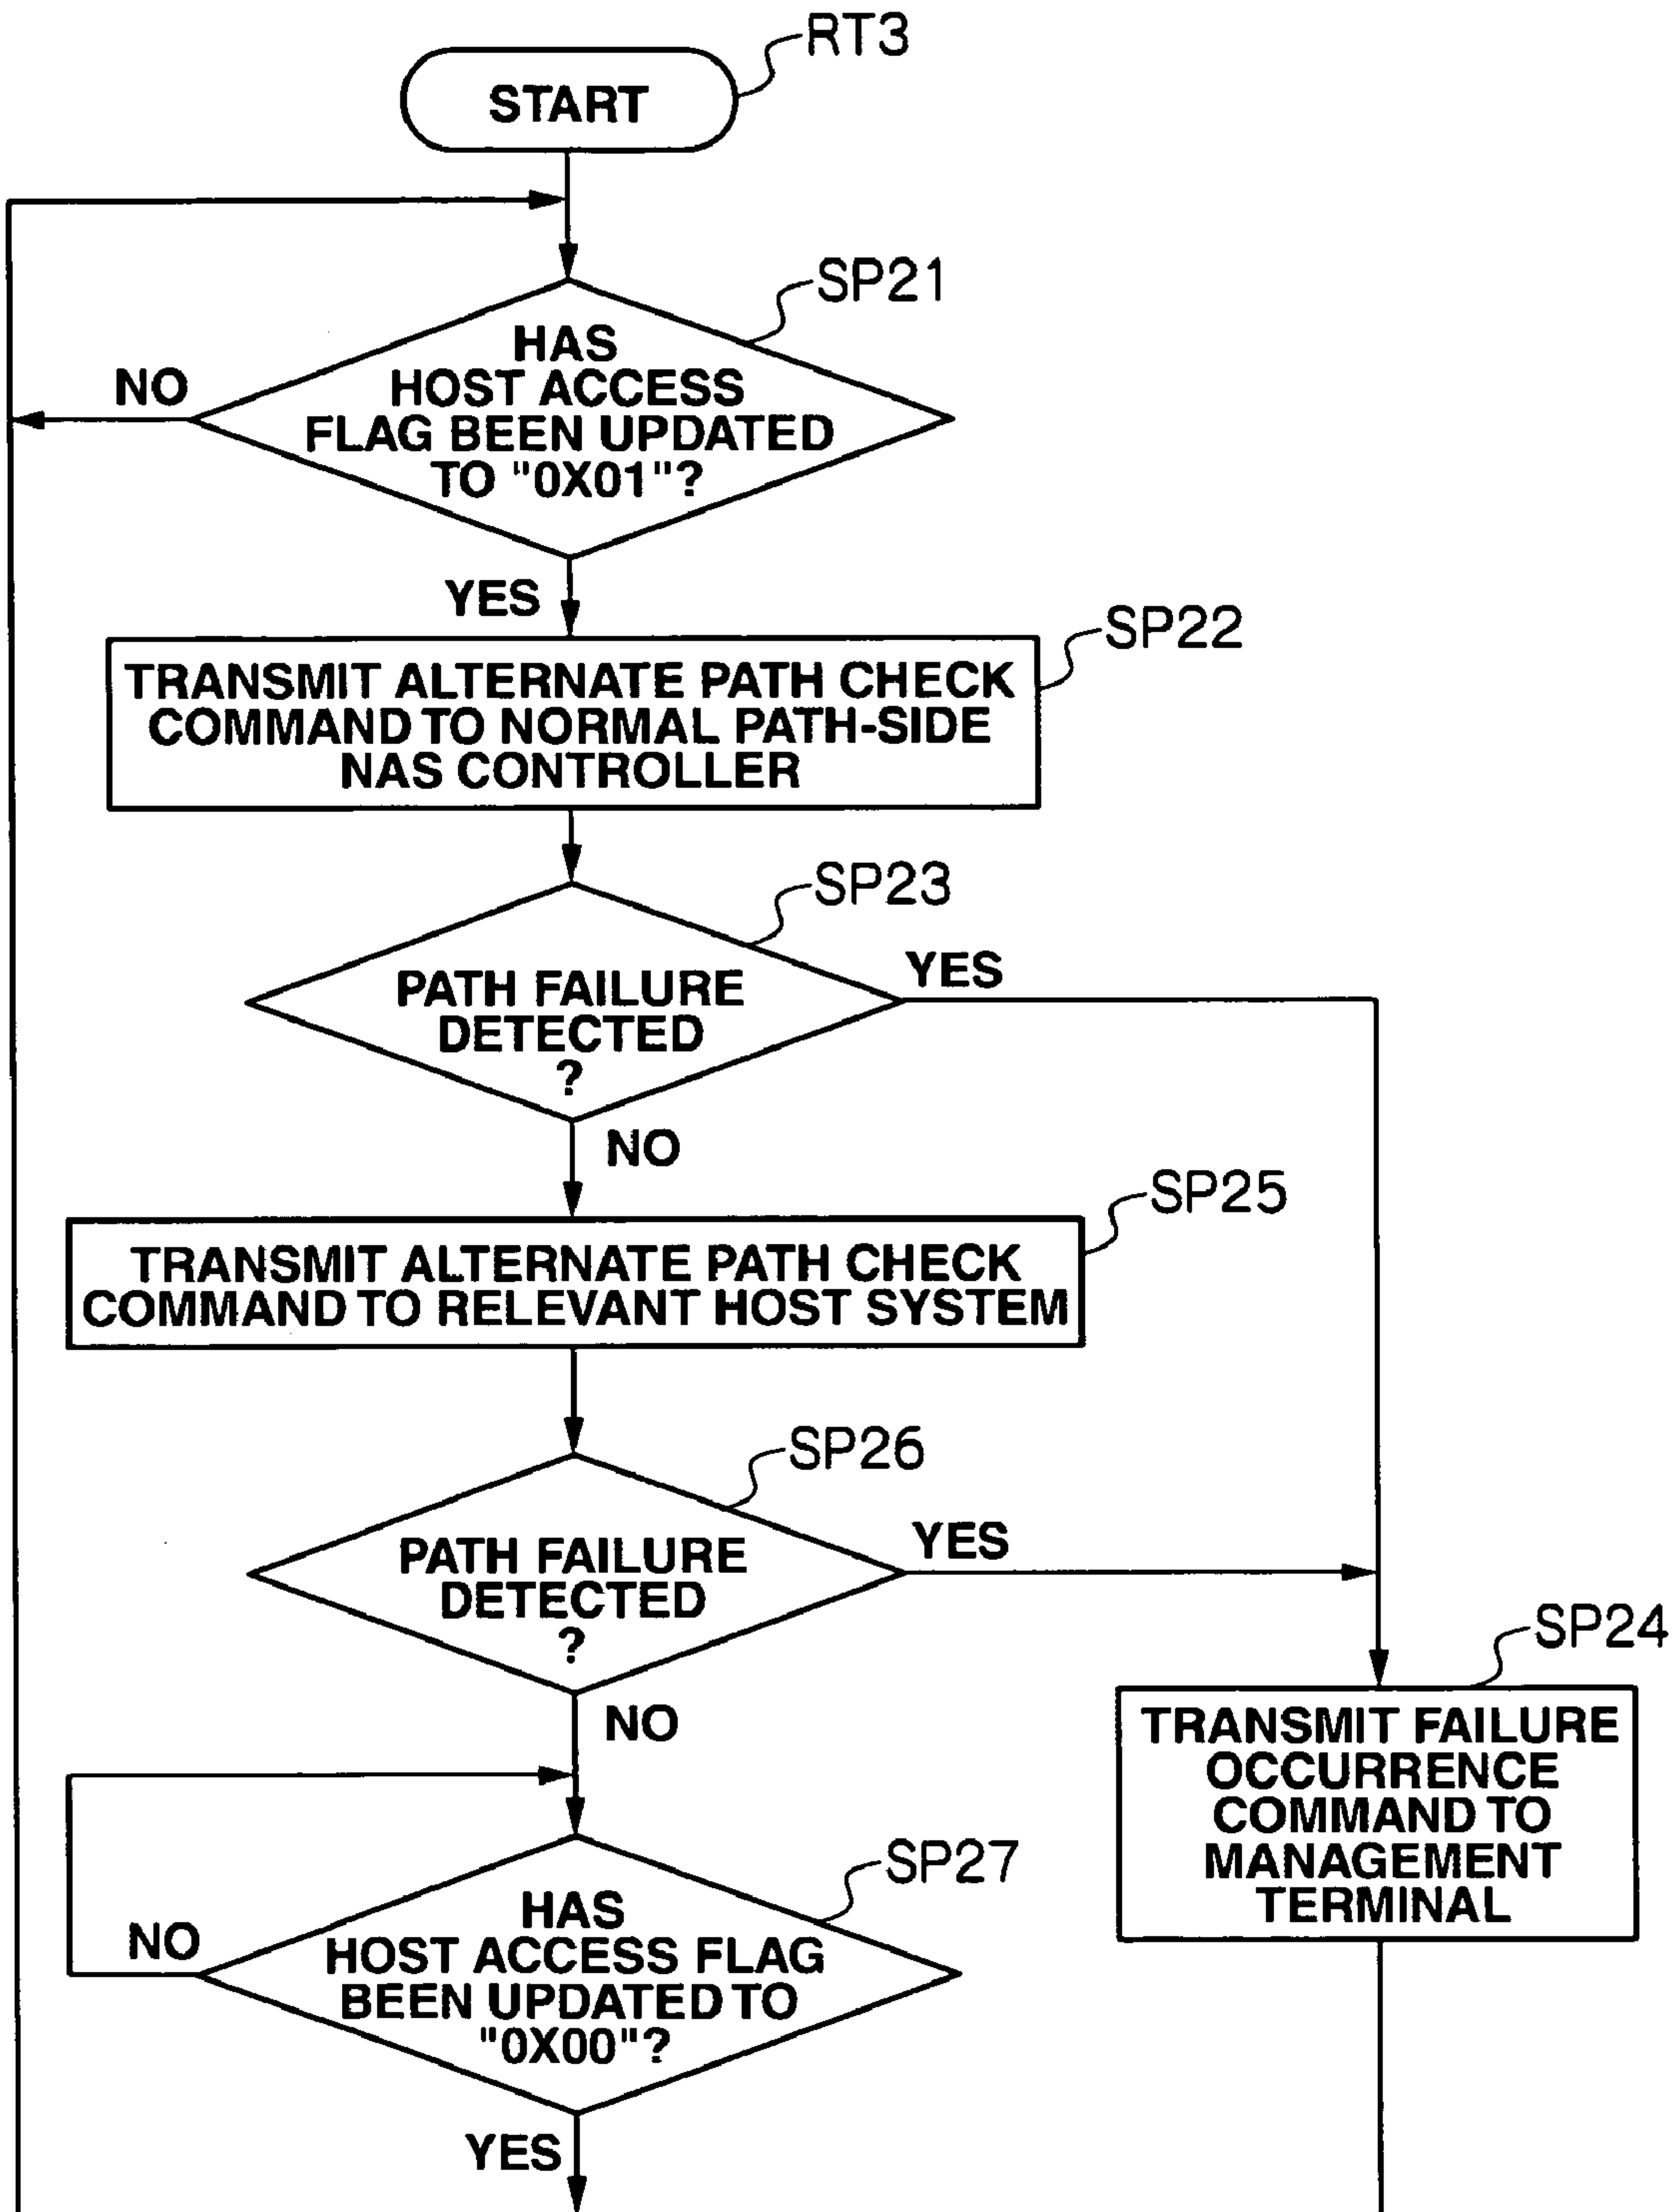 RT3
START
SP21
HAS
HOST ACCESS
FLAG BEEN UPDATED
TO "0X01"?
NO
YES
SP22
TRANSMIT ALTERNATE PATH CHECK
COMMAND TO NORMAL PATH-SIDE
NAS CONTROLLER
SP23
PATH FAILURE
DETECTED
?
YES
NO
SP25
TRANSMIT ALTERNATE PATH CHECK
COMMAND TO RELEVANT HOST SYSTEM
SP26
PATH FAILURE
DETECTED
?
YES
NO
SP24
TRANSMIT FAILURE
OCCURRENCE
COMMAND TO
MANAGEMENT
TERMINAL
SP27
HAS
HOST ACCESS FLAG
BEEN UPDATED TO
"0X00"?
NO
YES